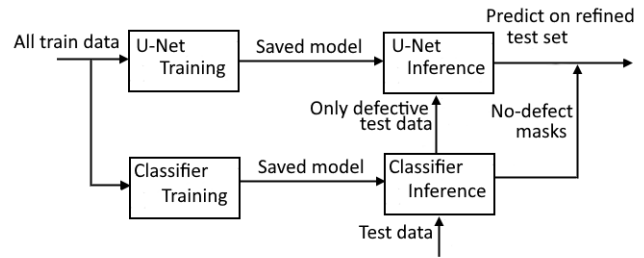 Predict on refined
test set
All train data
U-Net
Training
Saved model
U-Net
Inference
Only defective
test data
No-defect
masks
Classifier
Training
Saved model
Classifier
Inference
Test data